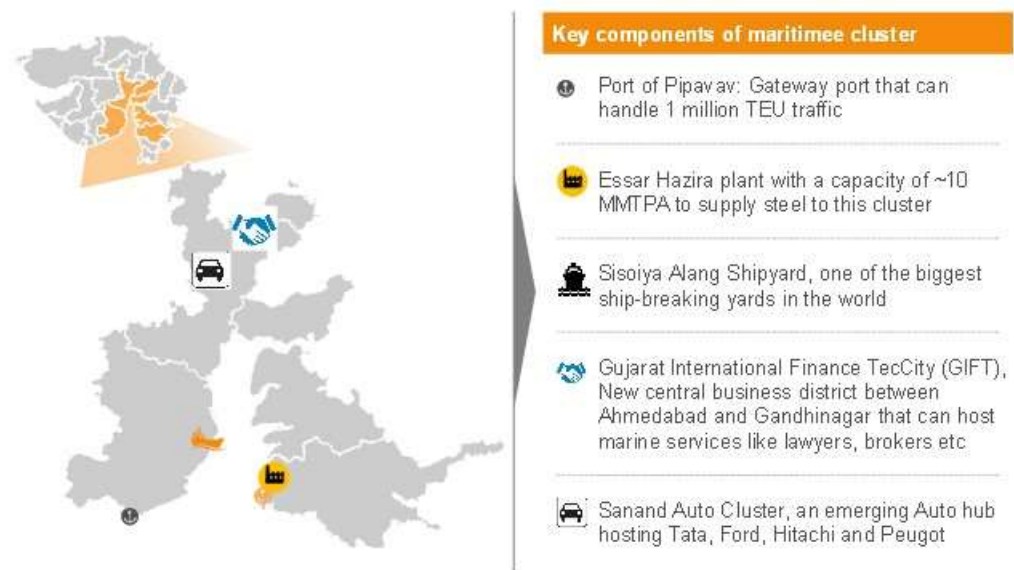 Key components of maritimee cluster
Port of Pipavav: Gateway port that can
handle 1 million TEU traffic
Essar Hazira plant with a capacity of ~10
MMTPA to supply steel to this cluster
Sisoiya Alang Shipyard, one of the biggest
ship-breaking yards in the world
Gujarat International Finance TecCity (GIFT),
New central business district between
Ahmedabad and Gandhinagar that can host
marine services like lawyers, brokers etc
Sanand Auto Cluster, an emerging Auto hub
hosting Tata, Ford, Hitachi and Peugot